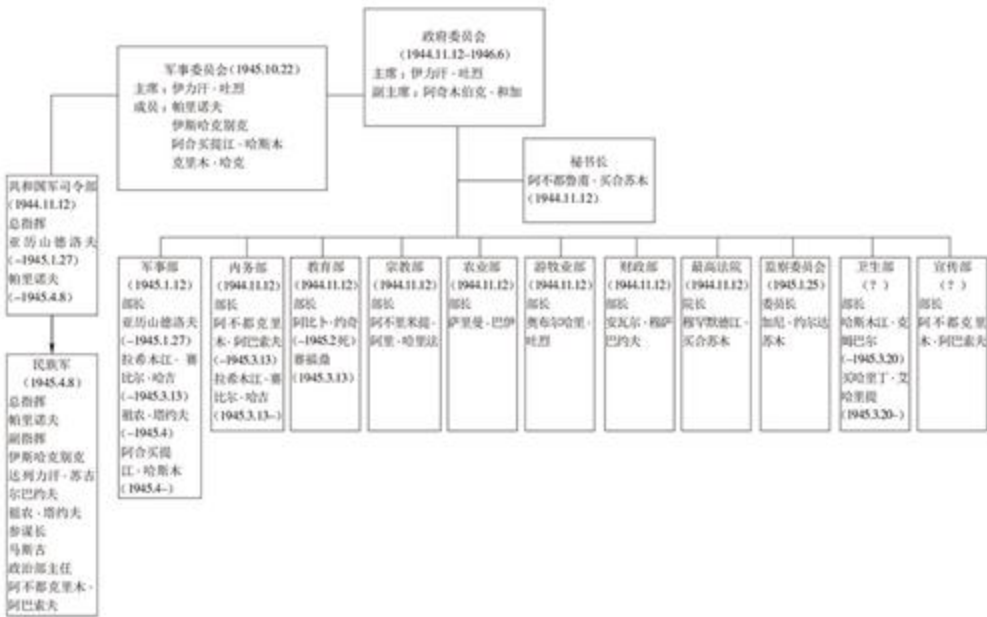 政府委员会
(1944.11.12-1946.6)
主席：伊力汗·吐烈
副主席：阿奇木伯克·和加
军事委员会(1945.10.22)
主席：伊力汗·吐烈
成员：帕里诺夫
伊斯哈克别克
阿合买提江·哈斯木
克里木·哈克
秘书长
阿不都鲁甫·买合苏木
(1944.11.12)
共和国军司令部
(1944.11.12)
总指挥
亚历山德洛夫
(-1945.1.27)
帕里诺夫
(-1945.4.8)
民族军
(1945.4.8)
总指挥
帕里诺夫
副指挥
伊斯哈克别克
达列力汗·苏古
尔巴约夫
祖农·塔约夫
参谋长
马斯古
政治部主任
阿不都克里木·
阿巴索夫
军事部
(1945.1.12)
部长
亚历山德洛夫
(-1945.1.27)
拉希木江·赛
比尔·哈吉
(-1945.3.13)
祖农·塔约夫
(-1945.4)
阿合买提
江·哈斯木
(1945.4-)
内务部
(1944.11.12)
部长
阿不都克里
木·阿巴索夫
(-1945.3.13)
拉希木江·赛
比尔·哈吉
(1945.3.13-)
教育部
(1944.11.12)
部长
阿比卜·约奇
(-1945.2死)
赛福鼎
(1945.3.13)
宗教部
(1944.11.12)
部长
阿不里米提·
阿里·哈里法
农业部
(1944.11.12)
部长
萨里曼·巴伊
游牧业部
(1944.11.12)
部长
奥布尔哈里·
吐烈
财政部
(1944.11.12)
部长
安瓦尔·穆萨
巴约夫
最高法院
(1944.11.12)
院长
穆罕默德江·
买合苏木
监察委员会
(1945.1.25)
委员长
加尼·约尔达
苏木
卫生部
(?)
部长
哈斯木江·克
姆巴尔
(-1945.3.20)
买哈里丁·艾
哈里提
(1945.3.20-)
宣传部
(?)
部长
阿不都克里
木·阿巴索夫